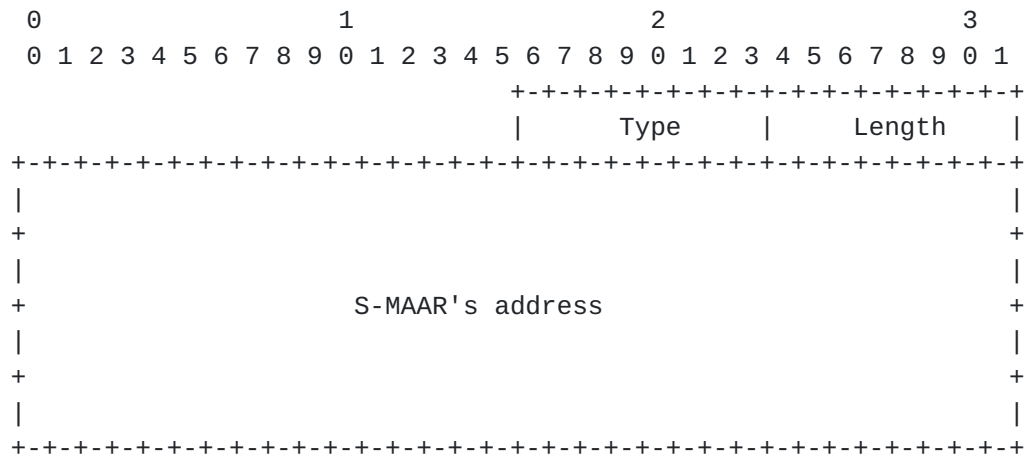 0                   1                   2                   3
 0 1 2 3 4 5 6 7 8 9 0 1 2 3 4 5 6 7 8 9 0 1 2 3 4 5 6 7 8 9 0 1
                                +-+-+-+-+-+-+-+-+-+-+-+-+-+-+-+-+
                                |      Type     |     Length    |
+-+-+-+-+-+-+-+-+-+-+-+-+-+-+-+-+-+-+-+-+-+-+-+-+-+-+-+-+-+-+-+-+
|                                                               |
+                                                               +
|                                                               |
+                     S-MAAR's address                          +
|                                                               |
+                                                               +
|                                                               |
+-+-+-+-+-+-+-+-+-+-+-+-+-+-+-+-+-+-+-+-+-+-+-+-+-+-+-+-+-+-+-+-+